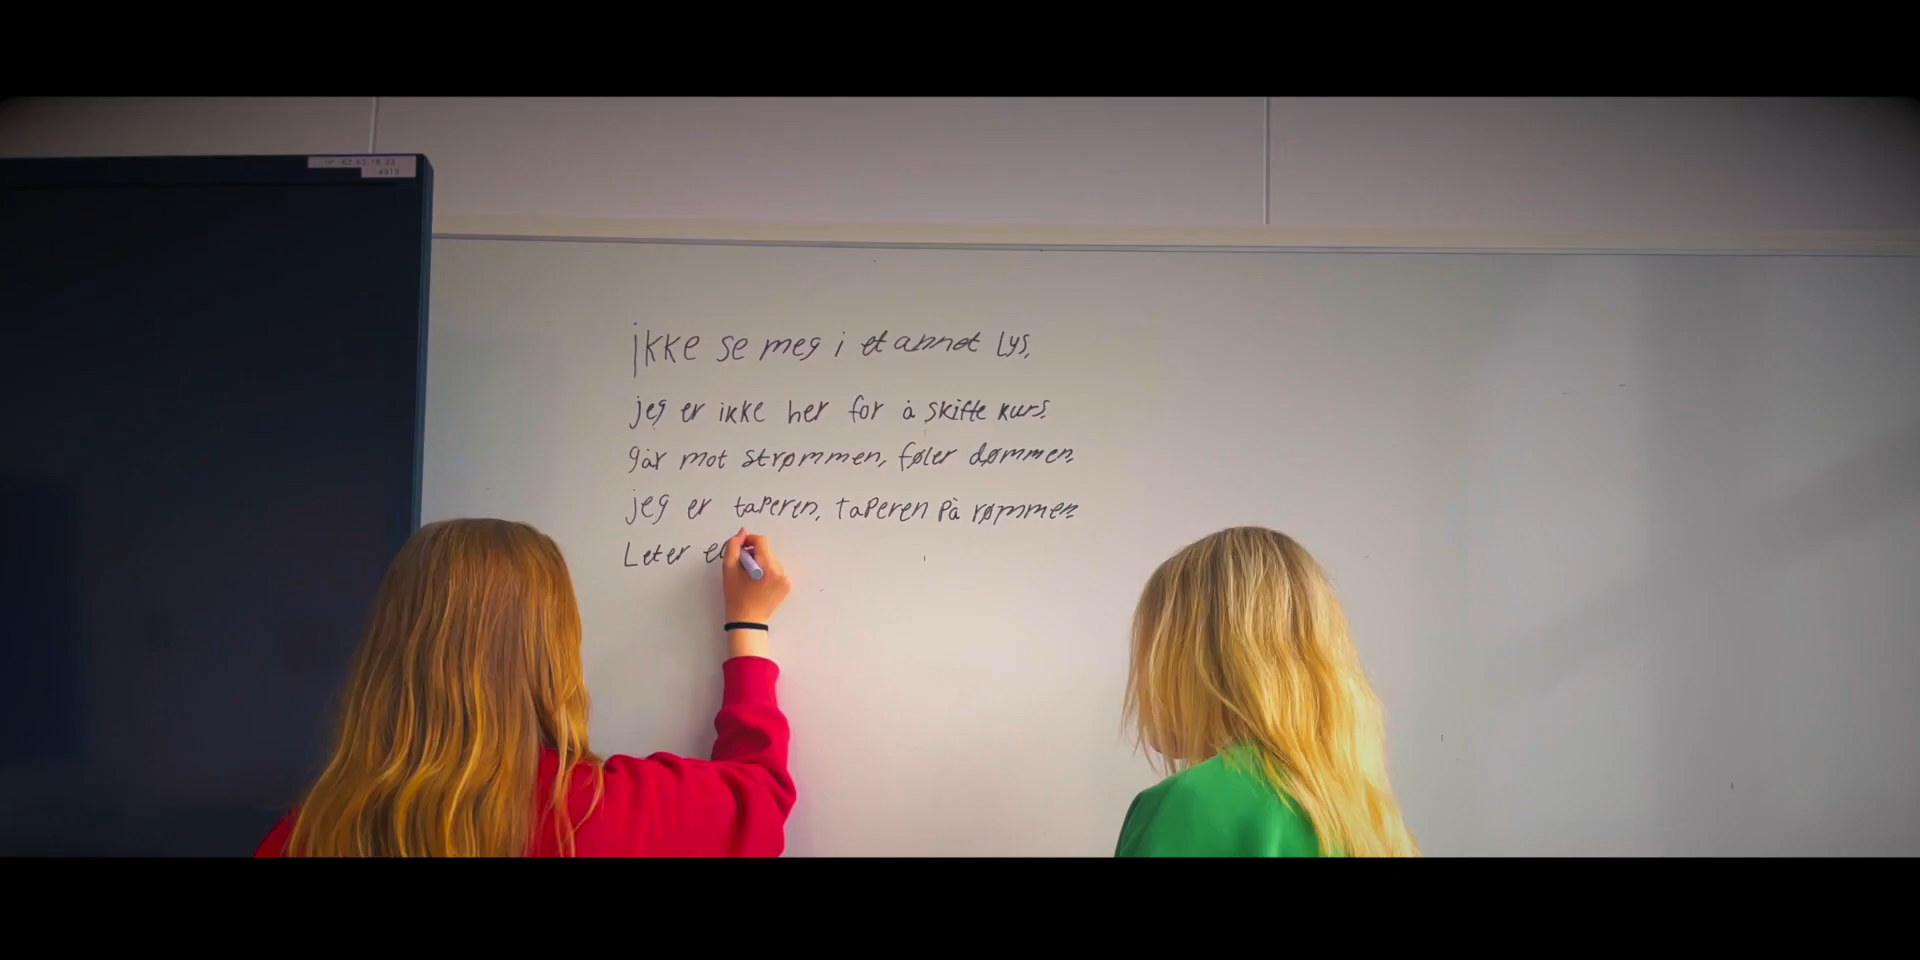 ikke se meg i et annet lys,
jeg er ikke her for å skifte kurs.
går mot strømmen, føler dømmen,
jeg er taperen, taperen på rømmen
Leter